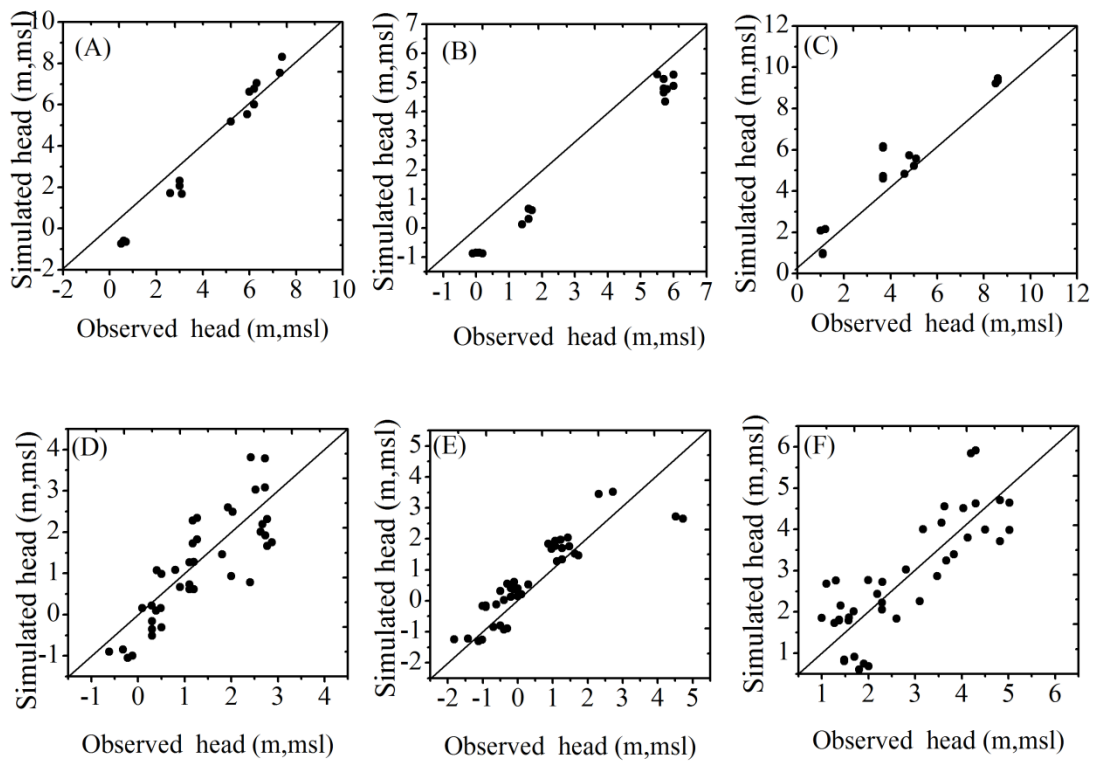 (A)
Simulated head (m,msl)
10
8
6
4
2
0
-2
-2 0 2 4 6 8 10
Observed head (m,msl)
(B)
Simulated head (m,msl)
7
6
5
4
3
2
1
0
-1
-1 0 1 2 3 4 5 6 7
Observed head (m,msl)
(C)
Simulated head (m,msl)
12
10
8
6
4
2
0
0 2 4 6 8 10 12
Observed head (m,msl)
(D)
Simulated head (m,msl)
4
3
2
1
0
-1
-1 0 1 2 3 4
Observed head (m,msl)
(E)
Simulated head (m,msl)
5
4
3
2
1
0
-1
-2
-2 -1 0 1 2 3 4 5
Observed head (m,msl)
(F)
Simulated head (m,msl)
6
5
4
3
2
1
1 2 3 4 5 6
Observed head (m,msl)